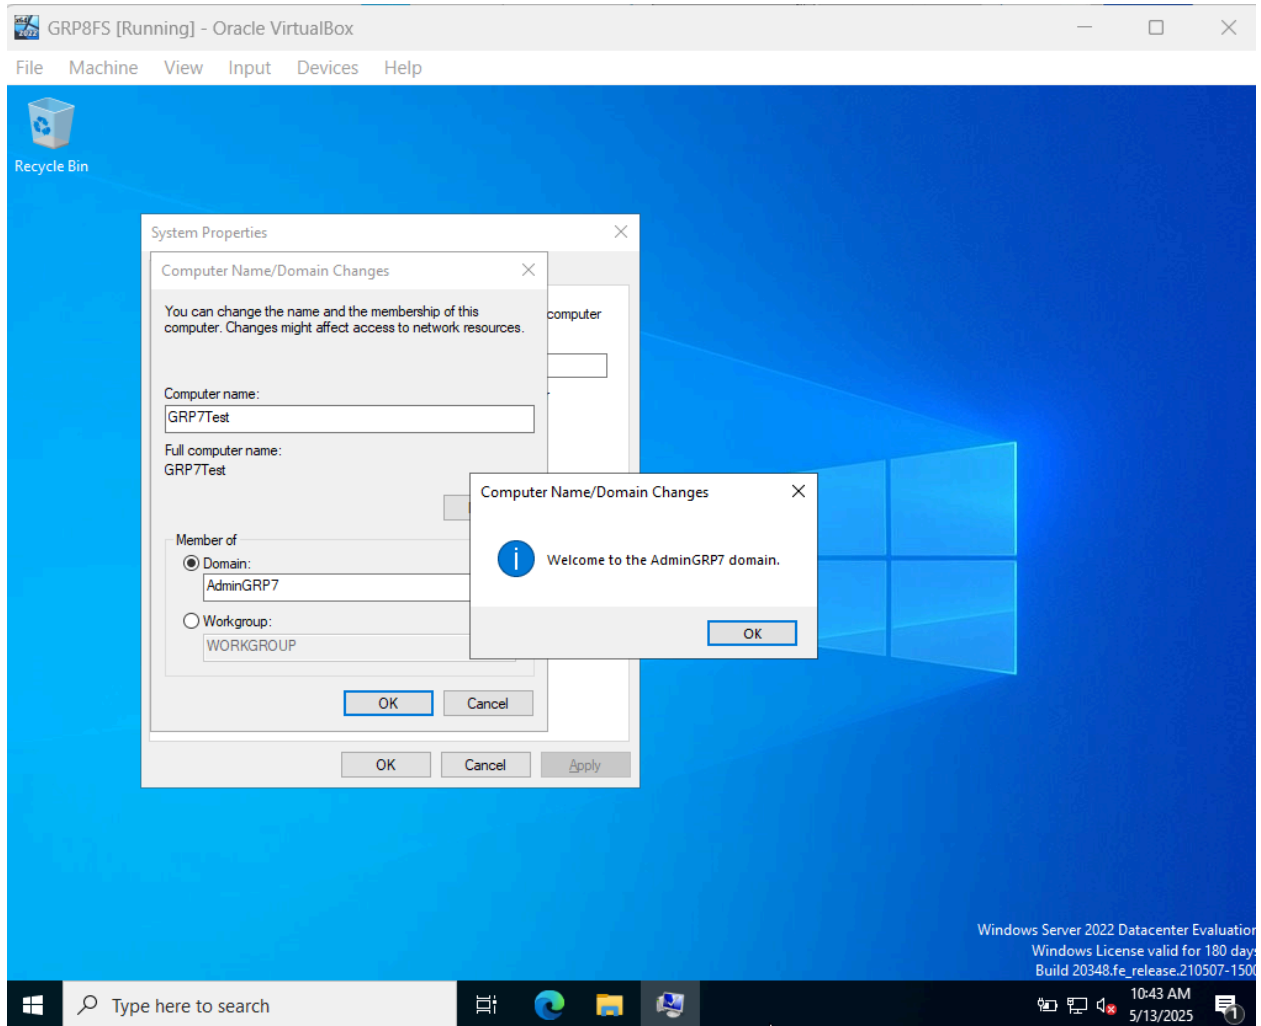 GRP8FS [Running] - Oracle VirtualBox
File Machine View Input Devices Help
Recycle Bin
System Properties
Computer Name/Domain Changes
You can change the name and the membership of this
computer. Changes might affect access to network resources.
computer
Computer name:
GRP7Test
Full computer name:
GRP7Test
Computer Name/Domain Changes
Welcome to the AdminGRP7 domain.
OK
Member of
Domain:
AdminGRP7
Workgroup:
WORKGROUP
OK Cancel
OK Cancel Apply
Windows Server 2022 Datacenter Evaluation
Windows License valid for 180 days
Build 20348.fe_release.210507-1500
Type here to search
10:43 AM
5/13/2025
1